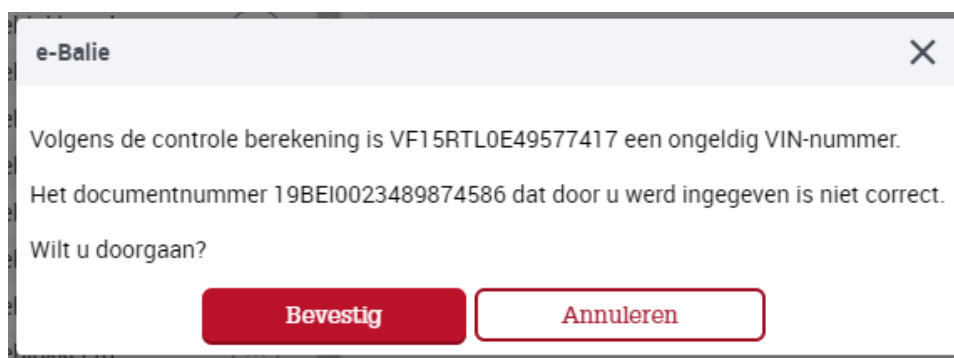 e-Balie
Volgens de controle berekening is VF15RTL0E49577417 een ongeldig VIN-nummer.
Het documentnummer 19BEI0023489874586 dat door u werd ingegeven is niet correct.
Wilt u doorgaan?
Bevestig
Annuleren